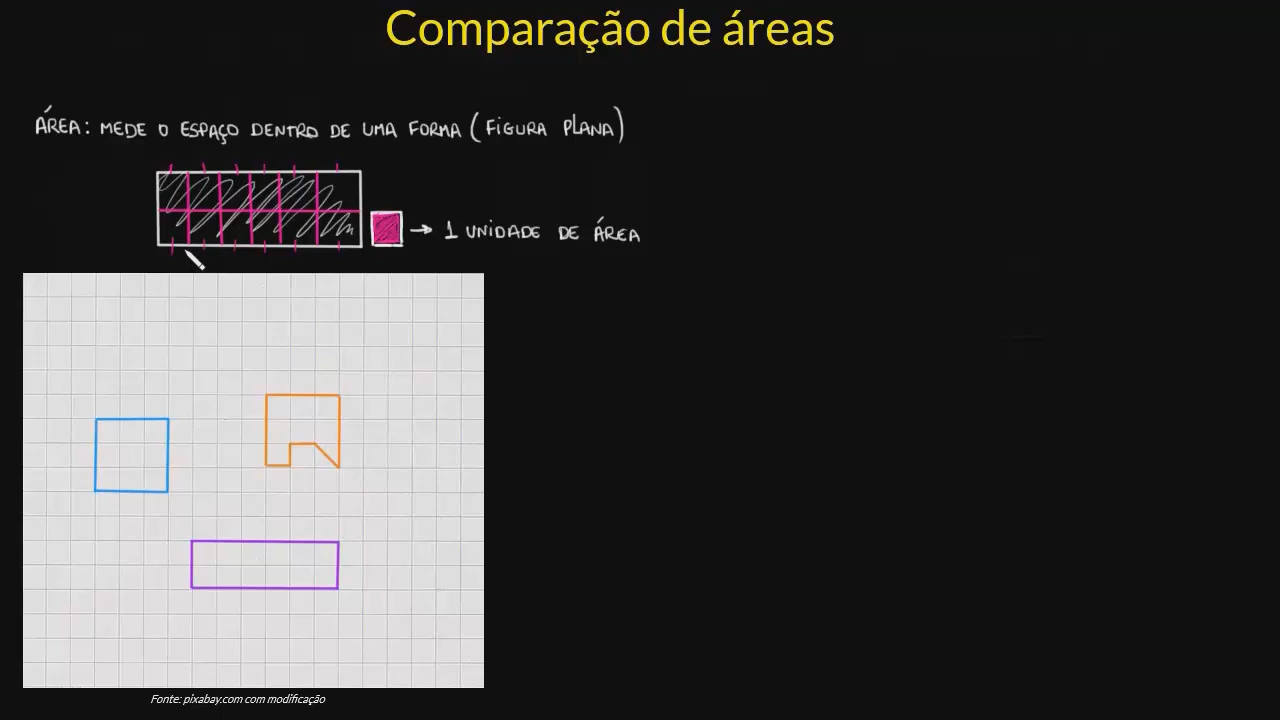 Comparação de áreas
ÁREA: MEDE O ESPAÇO DENTRO DE UMA FORMA (FIGURA PLANA)
1 UNIDADE DE ÁREA
Fonte: pixabay.com com modificação